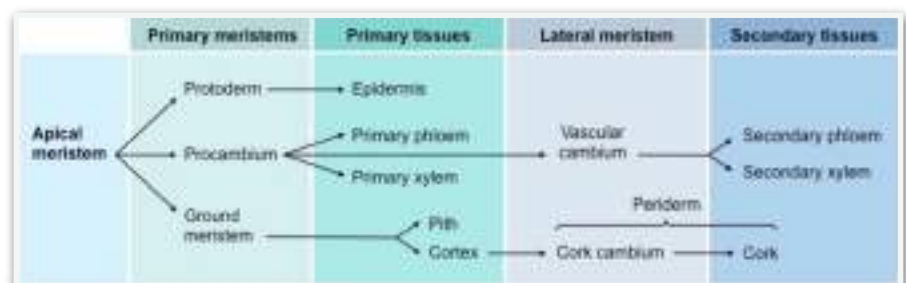 Primary meristems
Primary tissues
Lateral meristem
Secondary tissues
Apical
meristem
Protoderm
Epidermis
Procambium
Primary phloem
Primary xylem
Vascular
cambium
Secondary phloem
Secondary xylem
Ground
meristem
Pith
Cortex
Periderm
Cork cambium
Cork